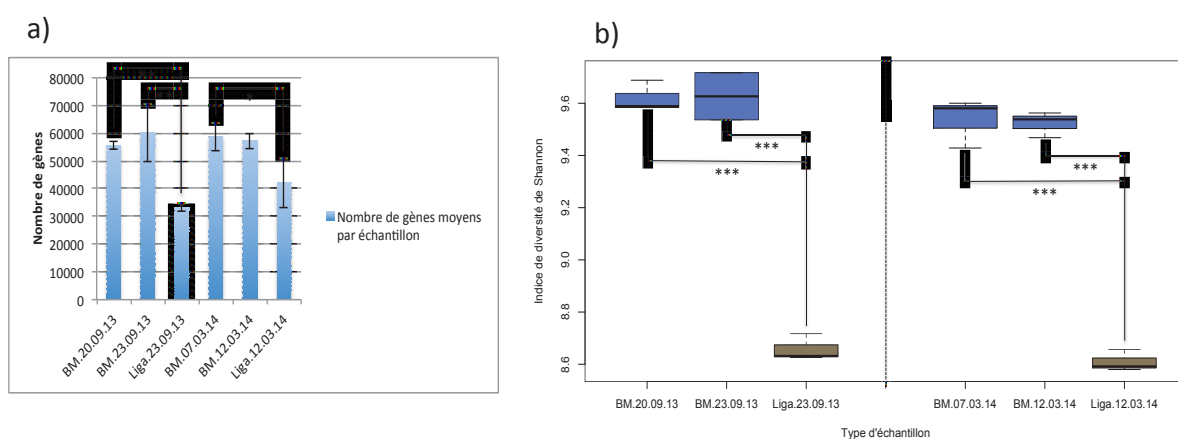 a)
80000
70000
60000
50000
40000
30000
20000
10000
0
Nombre de gènes
BM.20.09.13
BM.23.09.13
Liga.23.09.13
BM.07.03.14
BM.12.03.14
Liga.12.03.14
Nombre de gènes moyens
par échantillon
b)
Indice de diversité de Shannon
9.6
9.4
9.2
9.0
8.8
8.6
***
***
***
***
BM.20.09.13
BM.23.09.13
Liga.23.09.13
BM.07.03.14
BM.12.03.14
Liga.12.03.14
Type d'échantillon